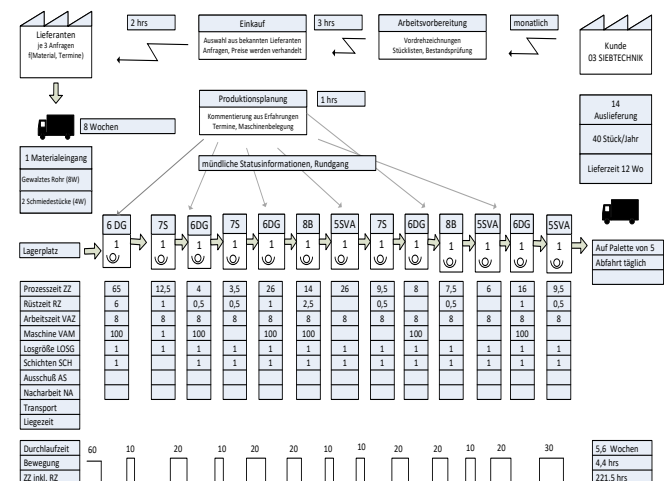 2 hrs
Einkauf
3 hrs
Arbeitsvorbereitung
monatlich
Lieferanten
je 3 Anfragen
f(Material, Termine)
Auswahl aus bekannten Lieferanten
Anfragen, Preise werden verhandelt
Vordrehzeichnungen
Stücklisten, Bestandsprüfung
Kunde
03 SIEBTECHNIK
Produktionsplanung
1 hrs
Kommentierung aus Erfahrungen
Termine, Maschinenbelegung
14
Auslieferung
40 Stück/Jahr
Lieferzeit 12 Wo
8 Wochen
1 Materialeingang
Gewalztes Rohr (8W)
2 Schmiedestücke (4W)
mündliche Statusinformationen, Rundgang
6 DG 7S 6DG 7S 6DG 8B 5SVA 7S 6DG 8B 5SVA 6DG 5SVA
1 1 1 1 1 1 1 1 1 1 1 1 1
Lagerplatz
Auf Palette von 5
Abfahrt täglich
Prozesszeit ZZ 65 12,5 4 3,5 26 14 26 9,5 8 7,5 6 16 9,5
Rüstzeit RZ 6 1 0,5 0,5 1 2,5 0,5 1 0,5 1 0,5
Arbeitszeit VAZ 8 8 8 8 8 8 8 8 8 8 8 8 8
Maschine VAM 100 1 100 100 100 100 100
Losgröße LOSG 1 1 1 1 1 1 1 1 1 1 1 1 1
Schichten SCH 1 1 1 1 1 1 1 1 1 1 1 1
Ausschuß AS
Nacharbeit NA
Transport
Liegezeit
Durchlaufzeit 60 10 20 10 20 20 10 10 20 20 10 20 30 5,6 Wochen
Bewegung 4,4 hrs
ZZ inkl. RZ 221,5 hrs